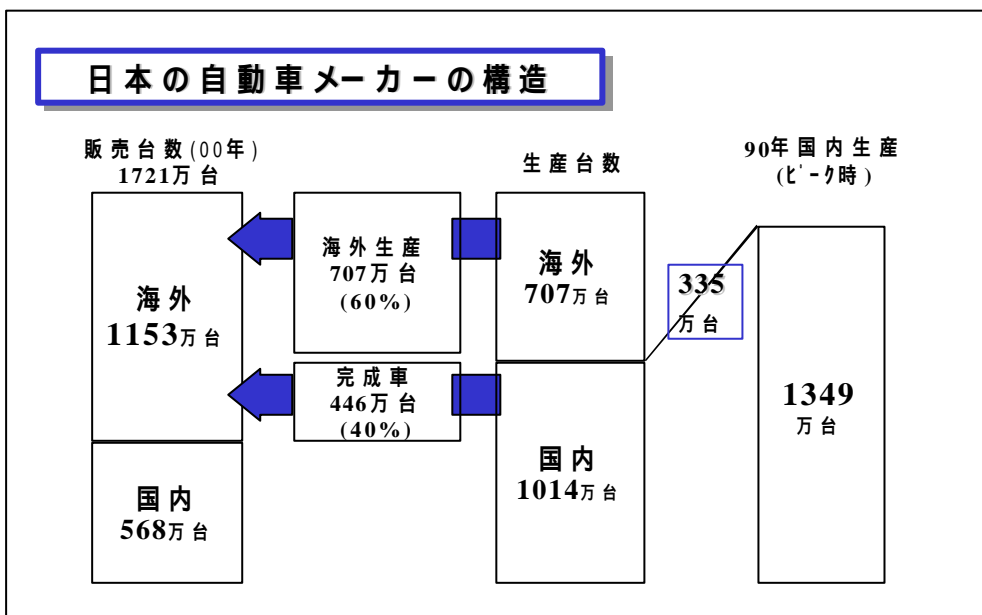 日本の自動車メーカーの構造
販売台数(00年)
1721万台
海外
1153万台
国内
568万台
海外生産
707万台
(60%)
完成車
446万台
(40%)
生産台数
海外
707万台
国内
1014万台
335
万台
90年国内生産
(ﾋﾟｰｸ時)
1349
万台